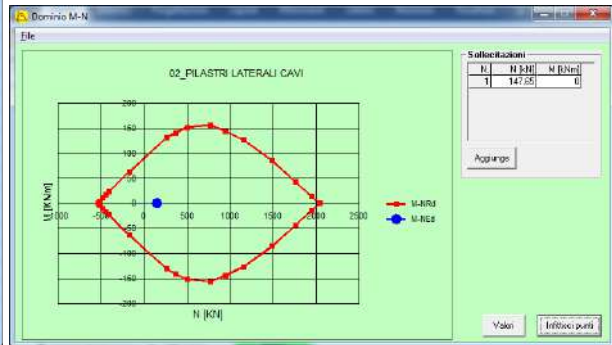 Dominio M-N
File
02_PILASTRI LATERALI CAVI
200
150
100
50
0
-1000 -500 0 500 1000 1500 2000 2500
-50
-100
-150
-200
M [KN/m]
N [KN]
M-NRd
M-NEd
Sollecitazioni
N. N [kN] M [kNm]
1 147.65 0
Aggiungi
Valori
Infittisci punti